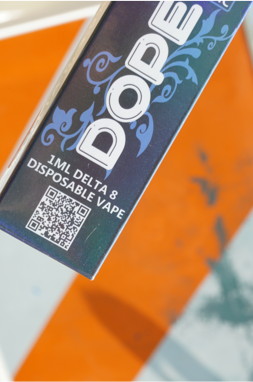 DOPE
1ML DELTA 8
DISPOSABLE VAPE